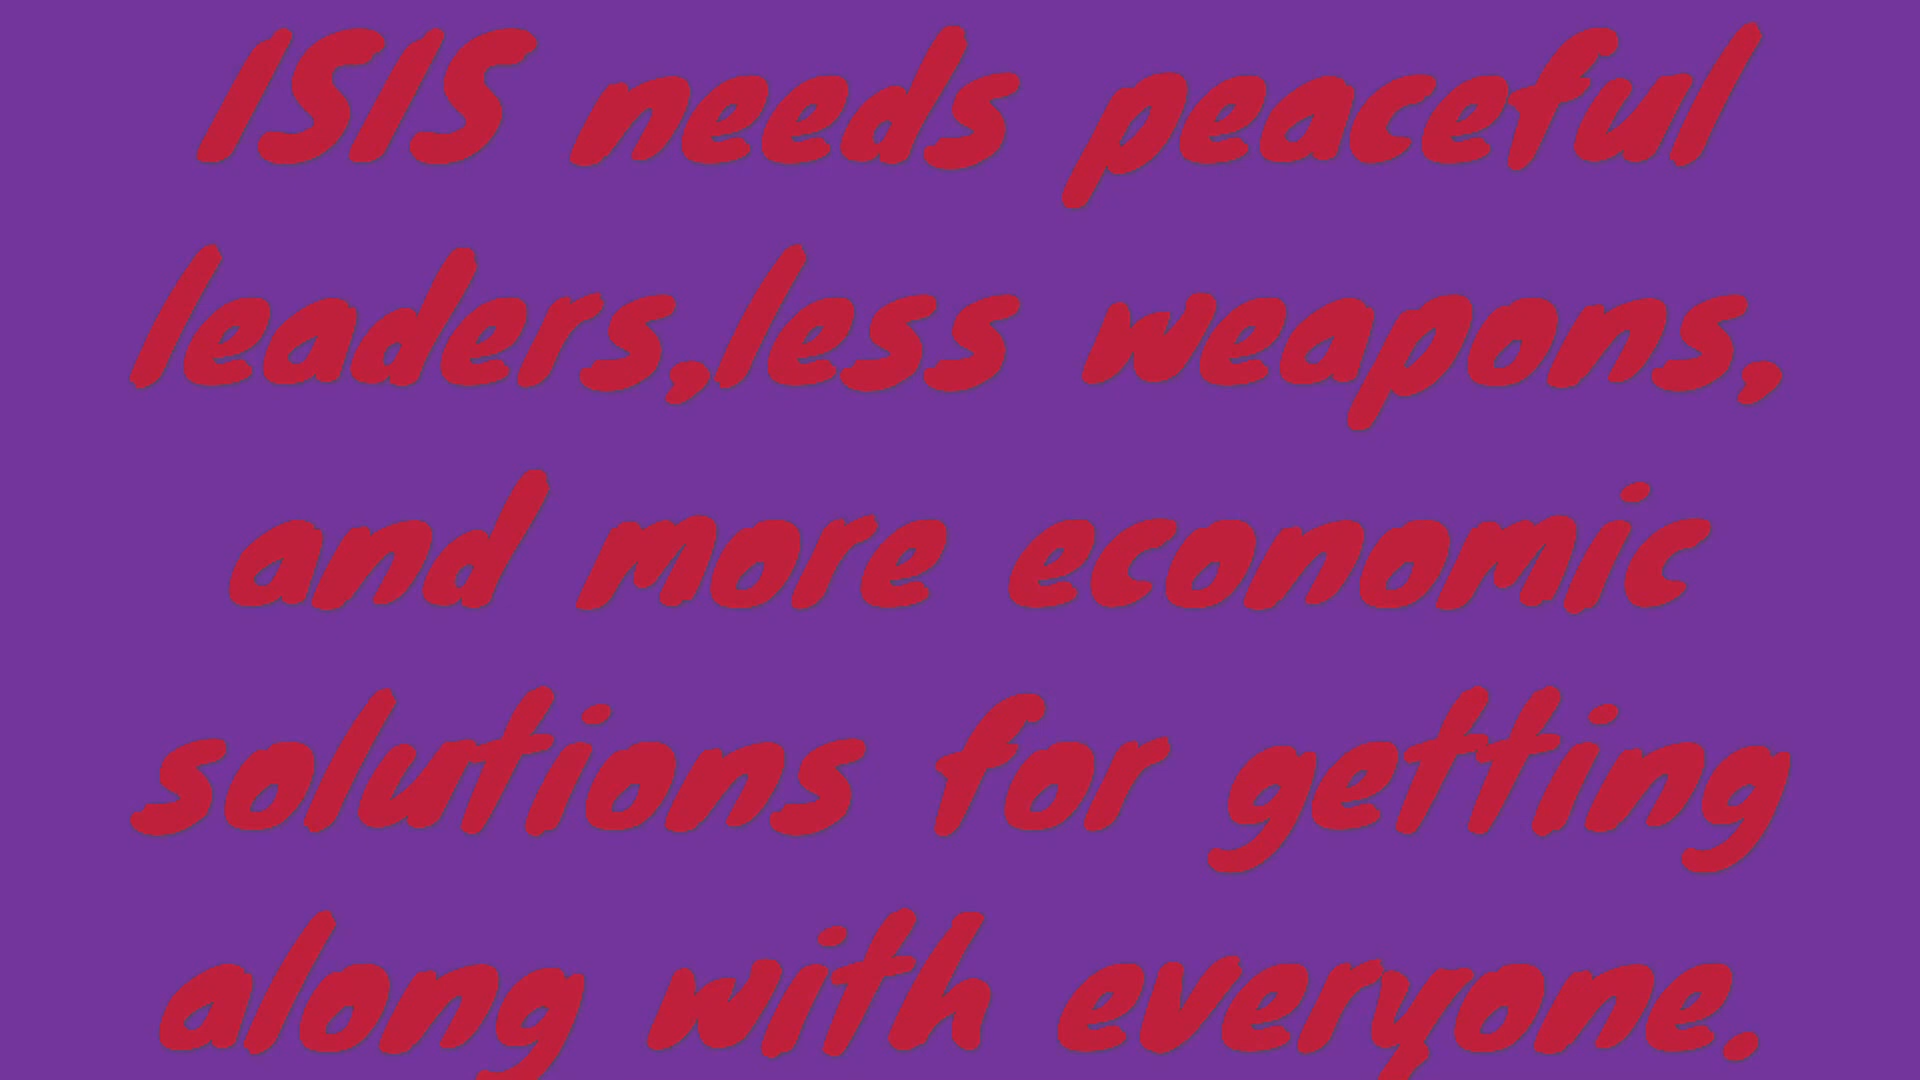 ISIS needs peaceful
leaders,less weapons,
and more economic
solutions for getting
along with everyone.